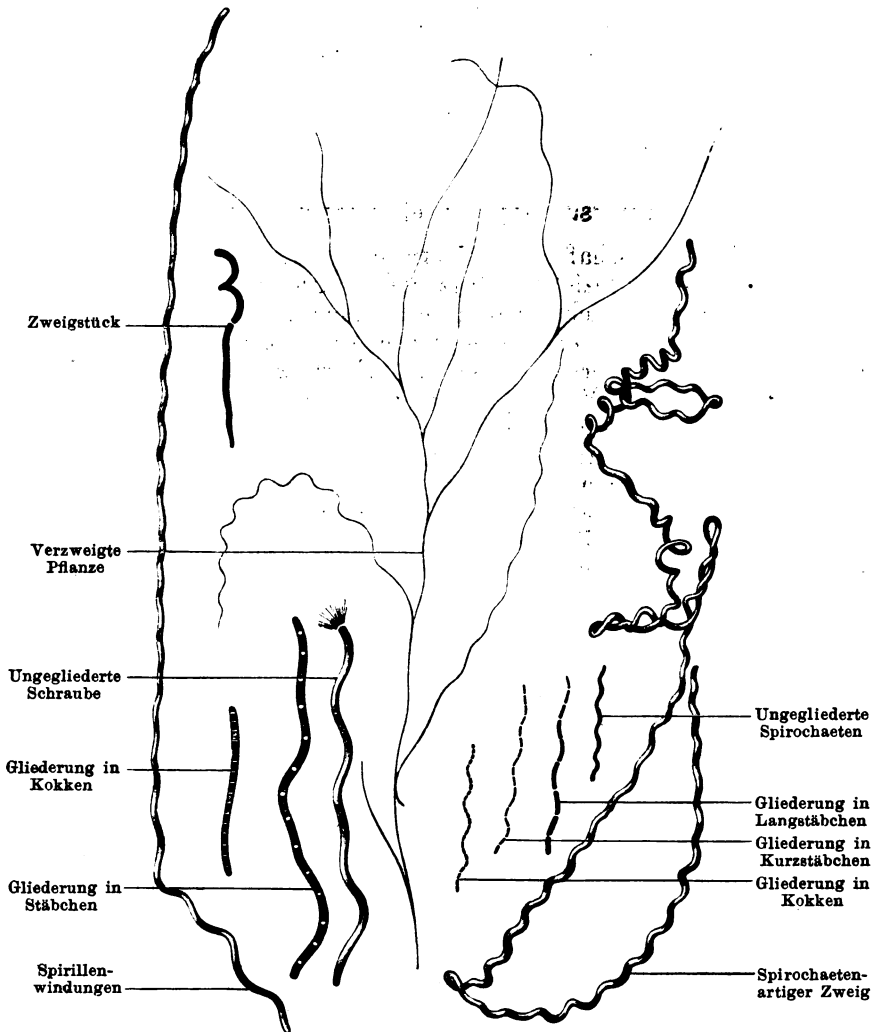 Zweigstück
Verzweigte
Pflanze
Ungegliederte
Schraube
Gliederung in
Kokken
Gliederung in
Stäbchen
Spirillen-
windungen
Ungegliederte
Spirochaeten
Gliederung in
Langstäbchen
Gliederung in
Kurzstäbchen
Gliederung in
Kokken
Spirochaeten-
artiger Zweig